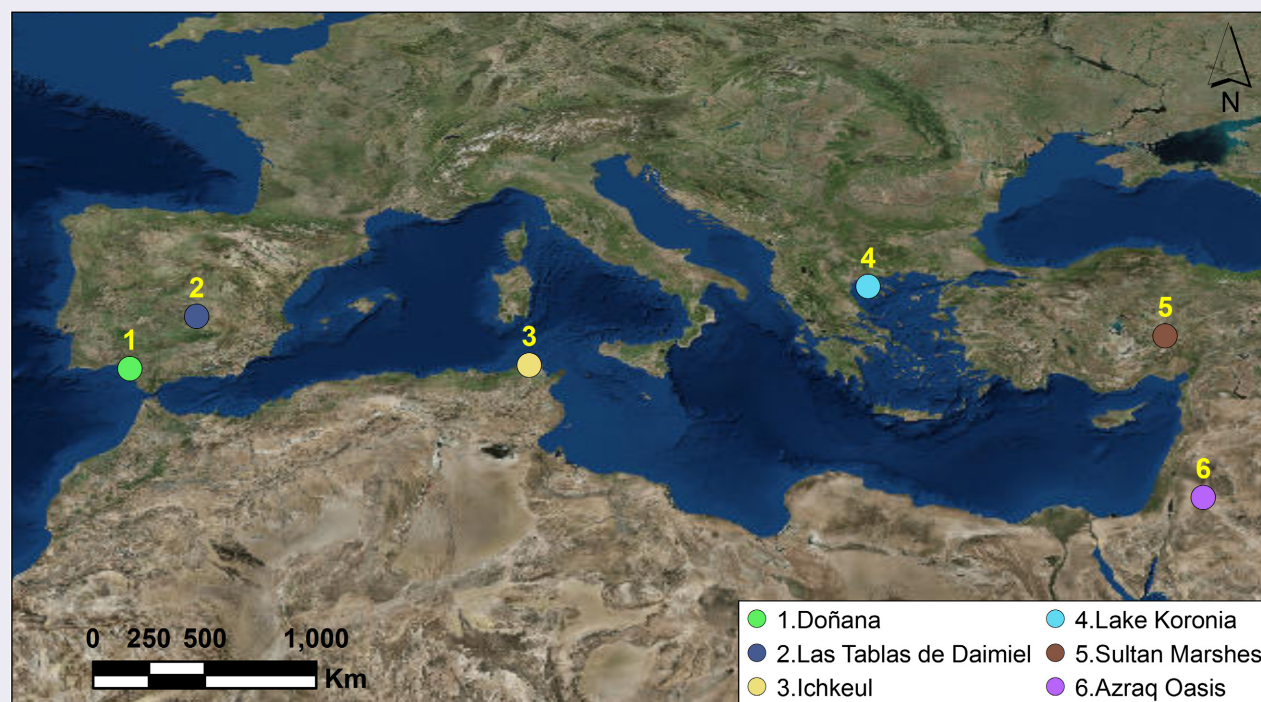 N
4
2
5
3
1
6
0 250 500 1,000
Km
1.Doñana
2.Las Tablas de Daimiel
3.Ichkeul
4.Lake Koronia
5.Sultan Marshes
6.Azraq Oasis